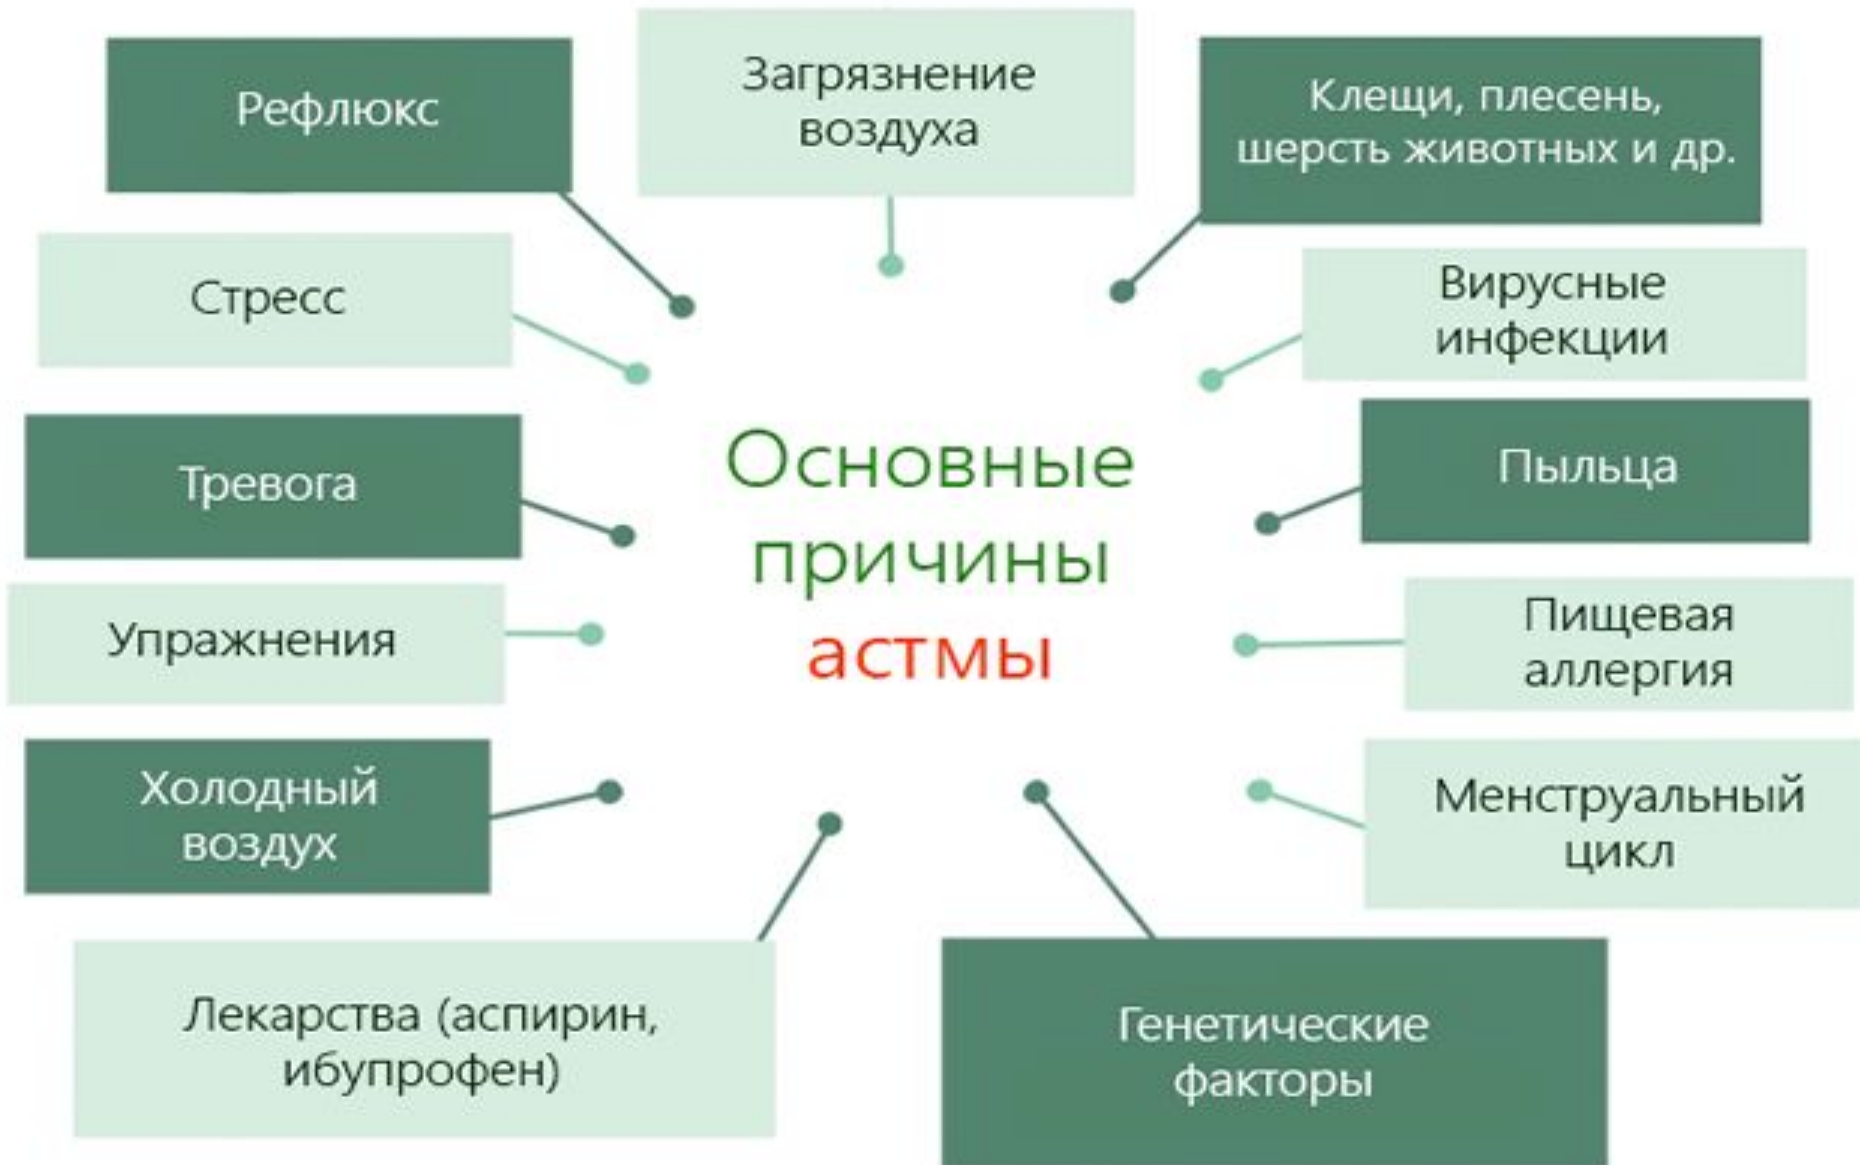 Рефлюкс
Загрязнение
воздуха
Клещи, плесень,
шерсть животных и др.
Стресс
Вирусные
инфекции
Тревога
Основные
причины
астмы
Пыльца
Упражнения
Пищевая
аллергия
Холодный
воздух
Менструальный
цикл
Лекарства (аспирин,
ибупрофен)
Генетические
факторы